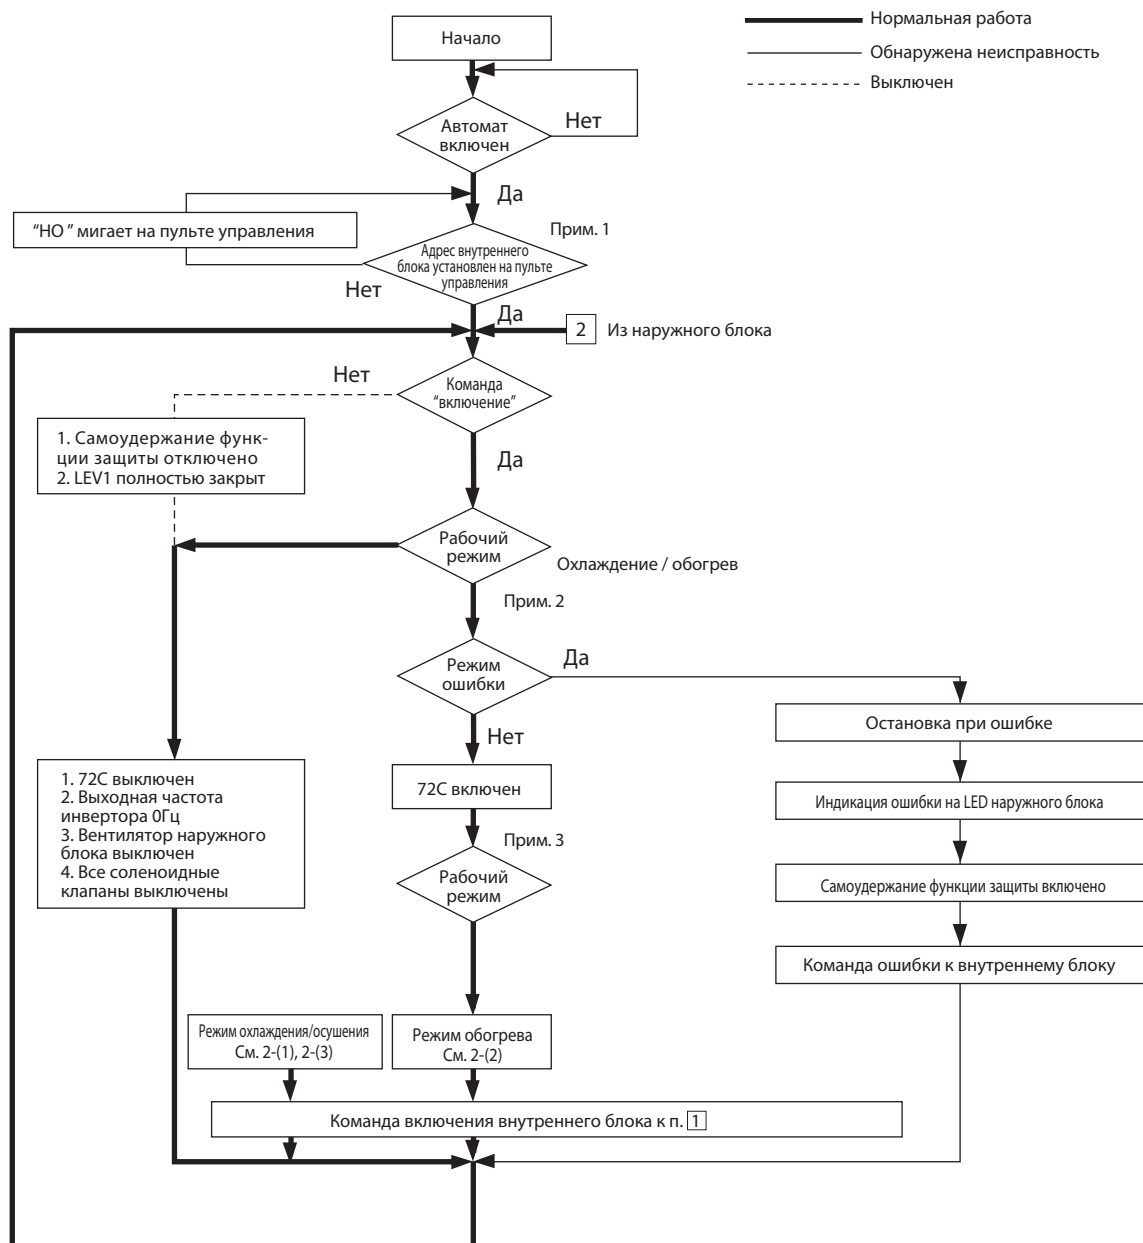 Нормальная работа
Обнаружена неисправность
Выключен
Начало
Автомат
включен
Нет
Да
“HO ” мигает на пульте управления
Прим. 1
Адрес внутреннего
блока установлен на пульте
управления
Нет
Да
2 Из наружного блока
Нет
Команда
“включение”
1. Самоудержание функ-
ции защиты отключено
2. LEV1 полностью закрыт
Да
Рабочий
режим
Охлаждение / обогрев
Прим. 2
Режим
ошибки
Да
Нет
Остановка при ошибке
72C включен
Индикация ошибки на LED наружного блока
1. 72C выключен
2. Выходная частота
инвертора 0Гц
3. Вентилятор наружного
блока выключен
4. Все соленоидные
клапаны выключены
Прим. 3
Рабочий
режим
Самоудержание функции защиты включено
Команда ошибки к внутреннему блоку
Режим охлаждения/осушения
См. 2-(1), 2-(3)
Режим обогрева
См. 2-(2)
Команда включения внутреннего блока к п. 1